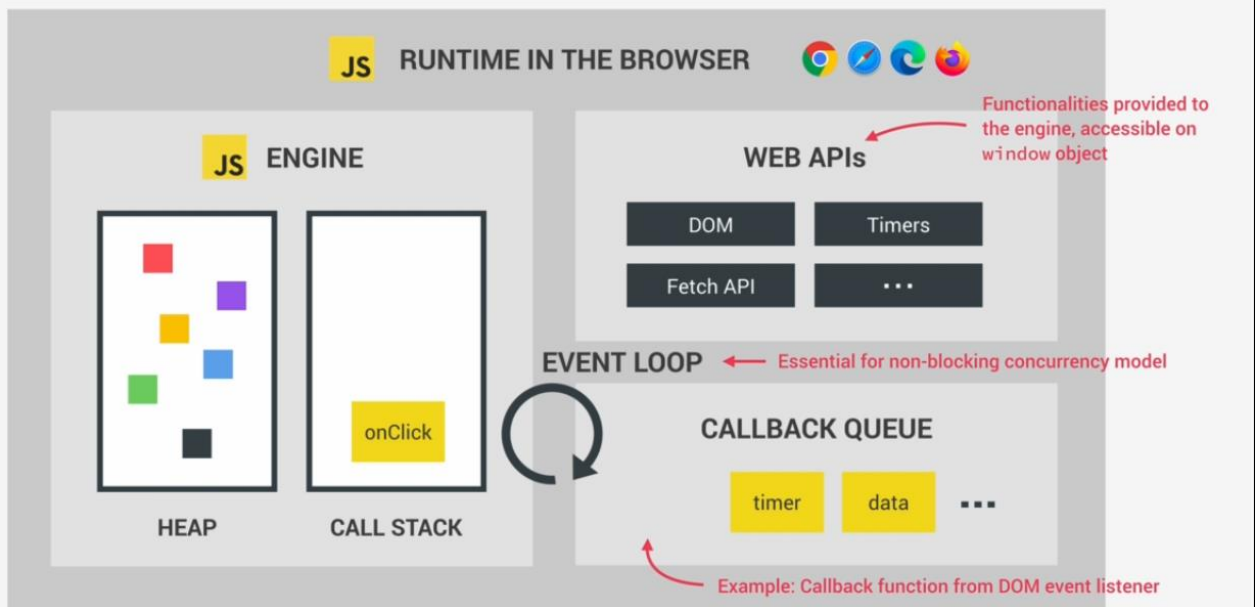 JS RUNTIME IN THE BROWSER
Functionalities provided to
the engine, accessible on
window object
JS ENGINE
WEB APIs
DOM
Timers
Fetch API
...
EVENT LOOP
Essential for non-blocking concurrency model
onClick
CALLBACK QUEUE
timer
data
...
HEAP
CALL STACK
Example: Callback function from DOM event listener